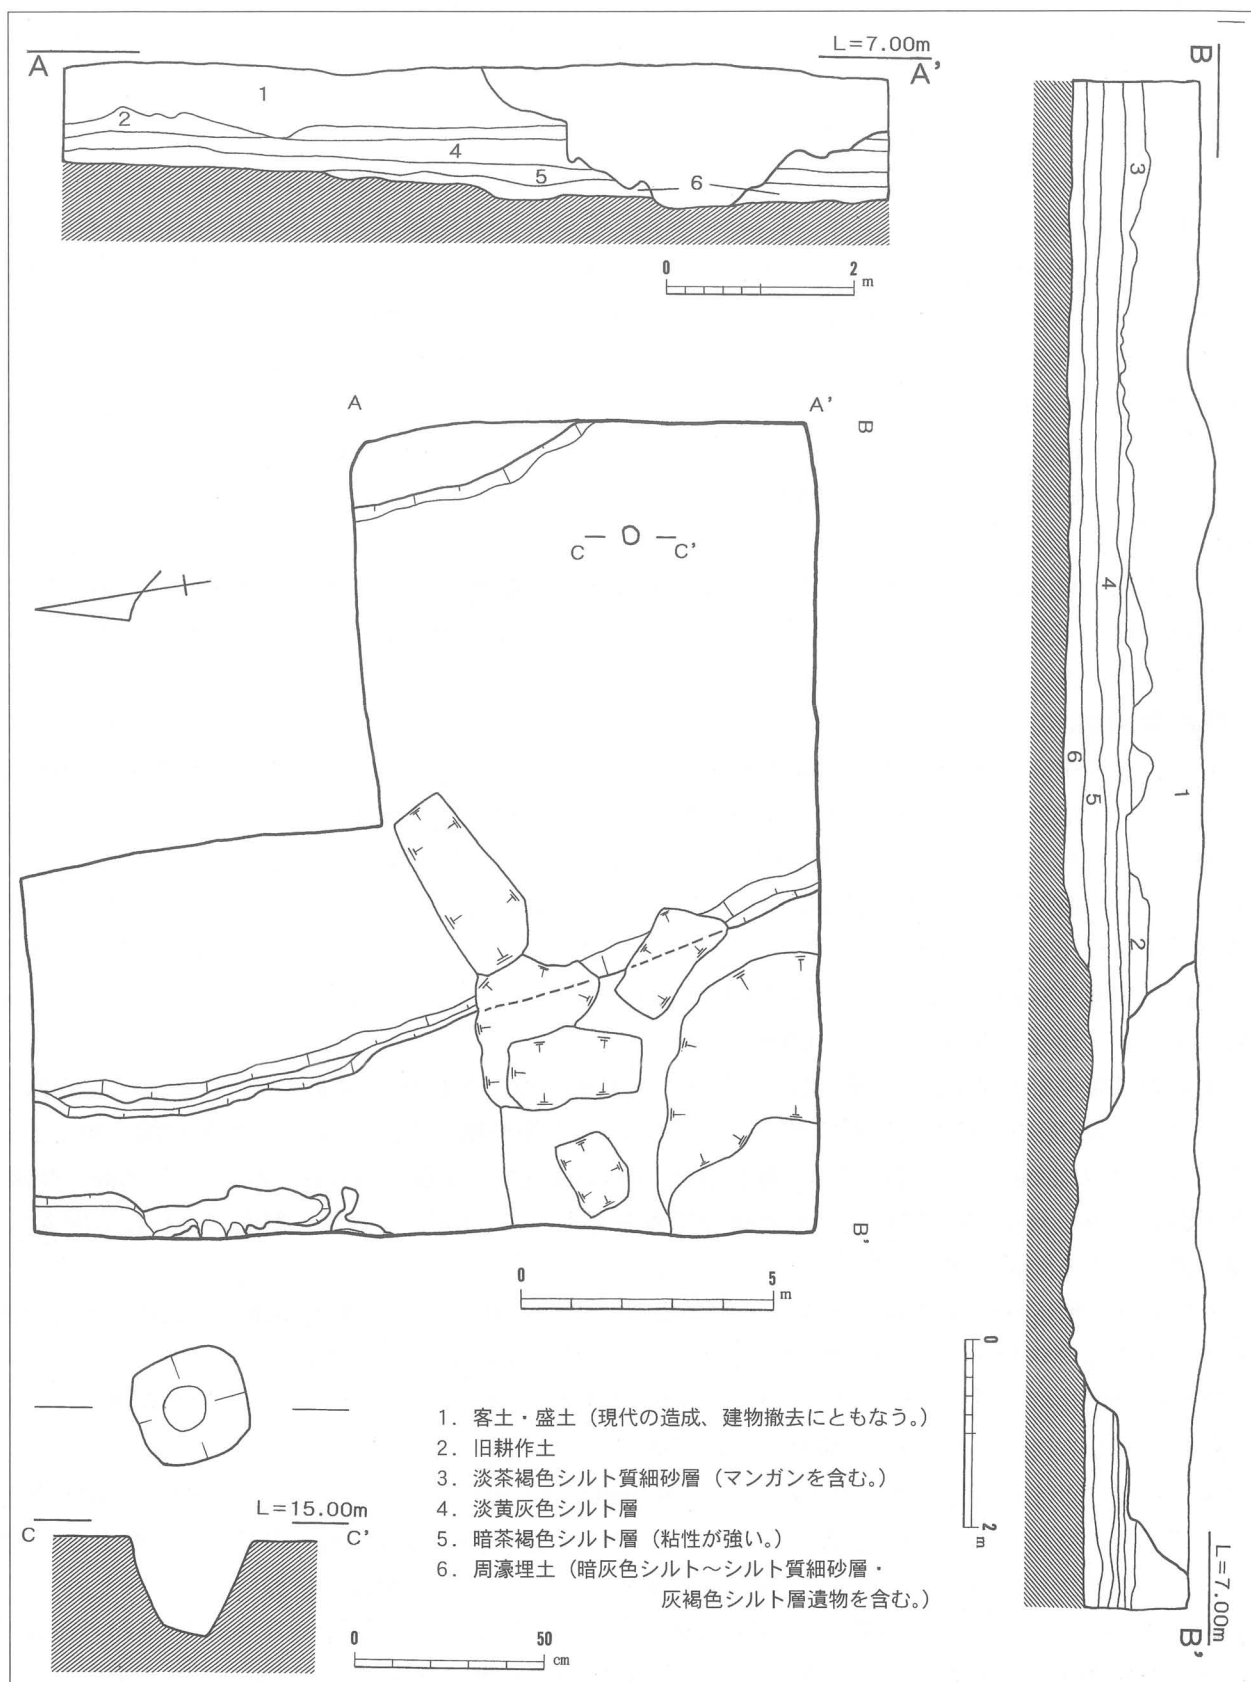 A
L=7.00m
A'
1
2
4
5
6
0
2
m
B
3
4
6
5
1
2
L=7.00m
B'
0
2
m
A
A'
B
C
C'
B'
0
5
m
1. 客土・盛土（現代の造成、建物撤去にともなう。）
2. 旧耕作土
3. 淡茶褐色シルト質細砂層（マンガンを含む。）
4. 淡黄灰色シルト層
5. 暗茶褐色シルト層（粘性が強い。）
6. 周濠埋土（暗灰色シルト～シルト質細砂層・
灰褐色シルト層遺物を含む。）
L=15.00m
C
C'
0
50
cm